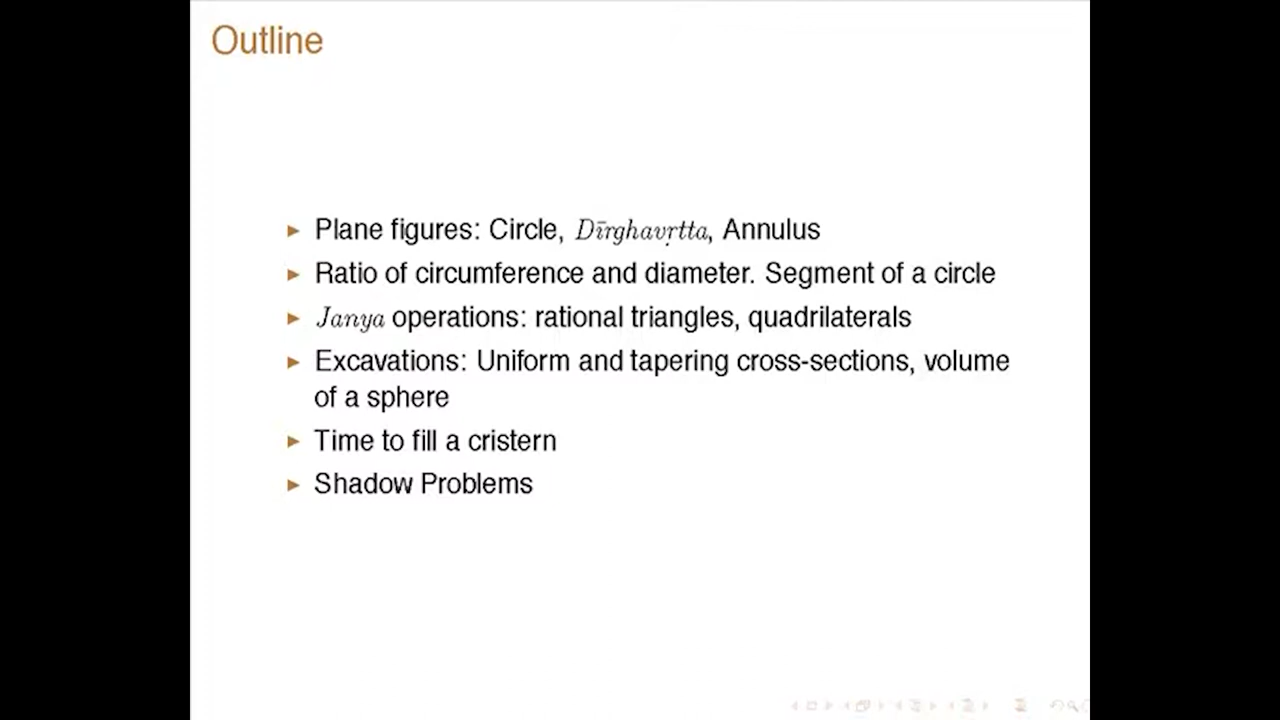 Outline
Plane figures: Circle, Dīrghavṛtta, Annulus
Ratio of circumference and diameter. Segment of a circle
Janya operations: rational triangles, quadrilaterals
Excavations: Uniform and tapering cross-sections, volume
of a sphere
Time to fill a cristern
Shadow Problems